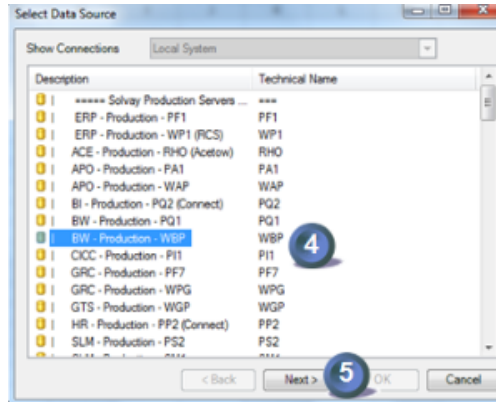 Select Data Source
Show Connections Local System
Description Technical Name
===== Solvay Production Servers ... ===
ERP - Production - PF1 PF1
ERP - Production - WP1 (RCS) WP1
ACE - Production - RHO (Acetow) RHO
APO - Production - PA1 PA1
APO - Production - WAP WAP
BI - Production - PQ2 (Connect) PQ2
BW - Production - PQ1 PQ1
BW - Production - WBP WBP
4
CICC - Production - PI1 PI1
GRC - Production - PF7 PF7
GRC - Production - WPG WPG
GTS - Production - WGP WGP
HR - Production - PP2 (Connect) PP2
SLM - Production - PS2 PS2
< Back Next > 5 OK Cancel